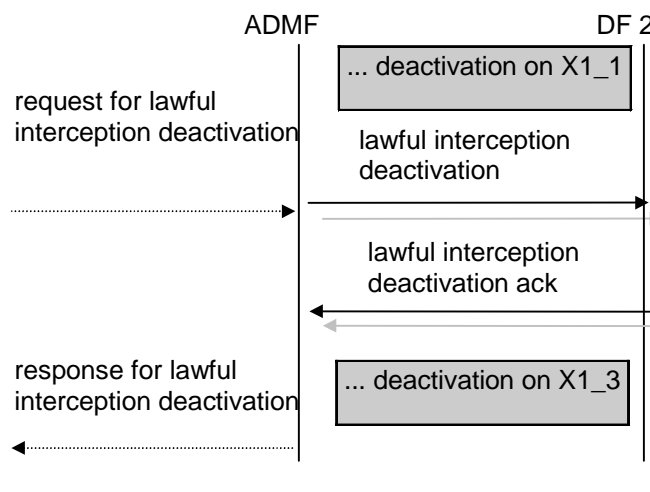 ADMF
DF 2
... deactivation on X1_1
request for lawful
interception deactivation
lawful interception
deactivation
lawful interception
deactivation ack
response for lawful
interception deactivation
... deactivation on X1_3